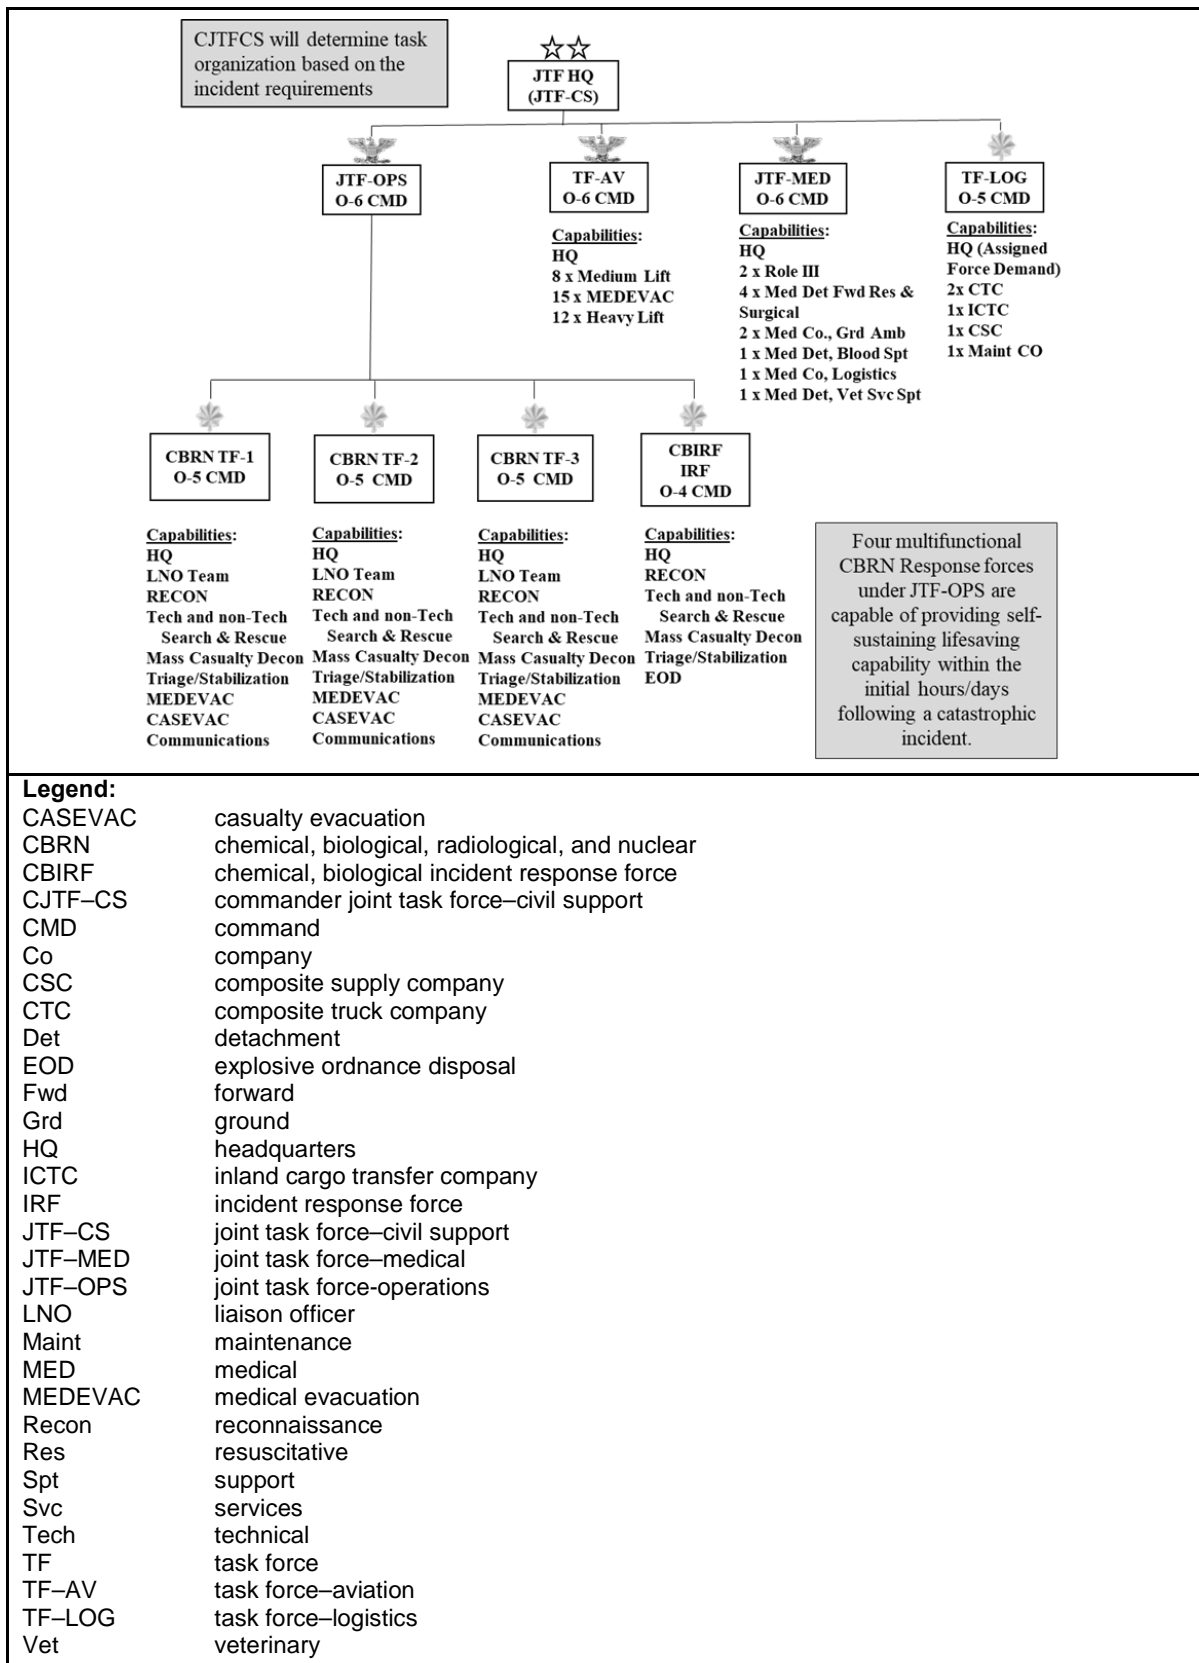 CJTFCS will determine task
organization based on the
incident requirements
JTF HQ
(JTF-CS)
JTF-OPS
O-6 CMD
TF-AV
O-6 CMD
Capabilities:
HQ
8 x Medium Lift
15 x MEDEVAC
12 x Heavy Lift
JTF-MED
O-6 CMD
Capabilities:
HQ
2 x Role III
4 x Med Det Fwd Res &
Surgical
2 x Med Co., Grd Amb
1 x Med Det, Blood Spt
1 x Med Co, Logistics
1 x Med Det, Vet Svc Spt
TF-LOG
O-5 CMD
Capabilities:
HQ (Assigned
Force Demand)
2x CTC
1x ICTC
1x CSC
1x Maint CO
CBRN TF-1
O-5 CMD
Capabilities:
HQ
LNO Team
RECON
Tech and non-Tech
Search & Rescue
Mass Casualty Decon
Triage/Stabilization
MEDEVAC
CASEVAC
Communications
CBRN TF-2
O-5 CMD
Capabilities:
HQ
LNO Team
RECON
Tech and non-Tech
Search & Rescue
Mass Casualty Decon
Triage/Stabilization
MEDEVAC
CASEVAC
Communications
CBRN TF-3
O-5 CMD
Capabilities:
HQ
LNO Team
RECON
Tech and non-Tech
Search & Rescue
Mass Casualty Decon
Triage/Stabilization
MEDEVAC
CASEVAC
Communications
CBIRF
IRF
O-4 CMD
Capabilities:
HQ
RECON
Tech and non-Tech
Search & Rescue
Mass Casualty Decon
Triage/Stabilization
EOD
Four multifunctional
CBRN Response forces
under JTF-OPS are
capable of providing self-
sustaining lifesaving
capability within the
initial hours/days
following a catastrophic
incident.
Legend:
CASEVAC casualty evacuation
CBRN chemical, biological, radiological, and nuclear
CBIRF chemical, biological incident response force
CJTF–CS commander joint task force–civil support
CMD command
Co company
CSC composite supply company
CTC composite truck company
Det detachment
EOD explosive ordnance disposal
Fwd forward
Grd ground
HQ headquarters
ICTC inland cargo transfer company
IRF incident response force
JTF–CS joint task force–civil support
JTF–MED joint task force–medical
JTF–OPS joint task force-operations
LNO liaison officer
Maint maintenance
MED medical
MEDEVAC medical evacuation
Recon reconnaissance
Res resuscitative
Spt support
Svc services
Tech technical
TF task force
TF–AV task force–aviation
TF–LOG task force–logistics
Vet veterinary